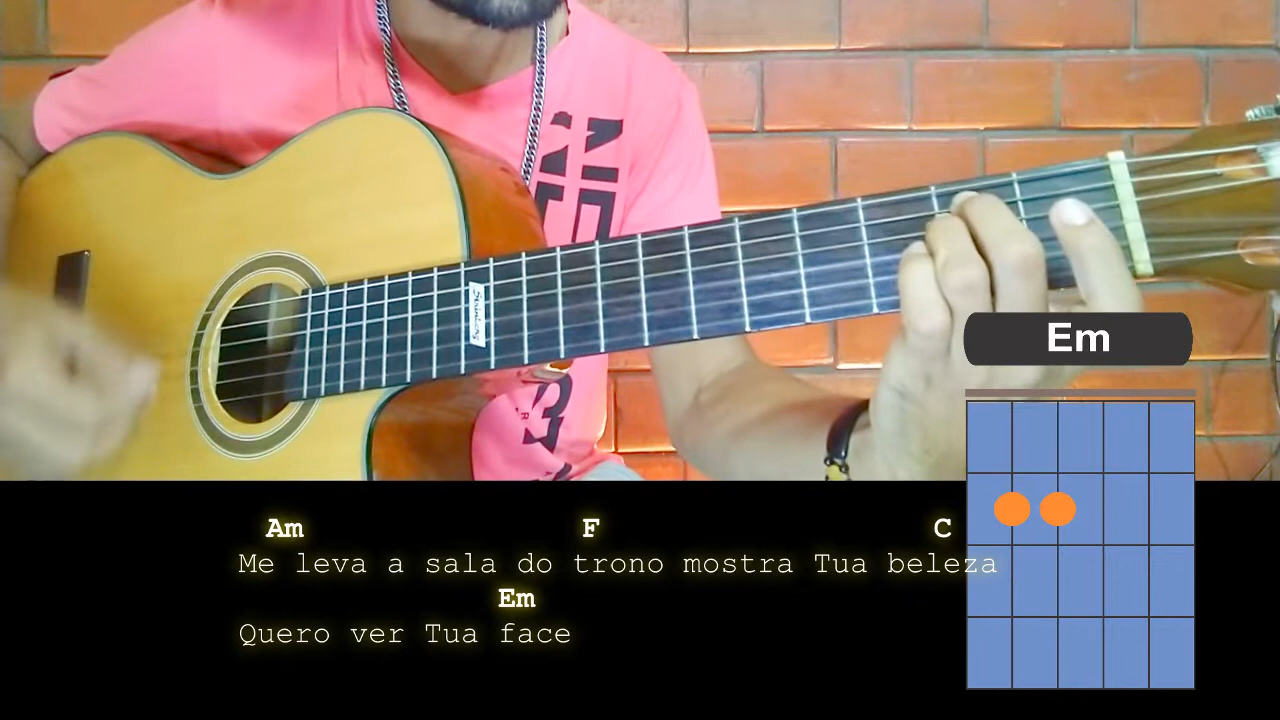 Em
Am F C
Me leva a sala do trono mostra Tua beleza
Em
Quero ver Tua face